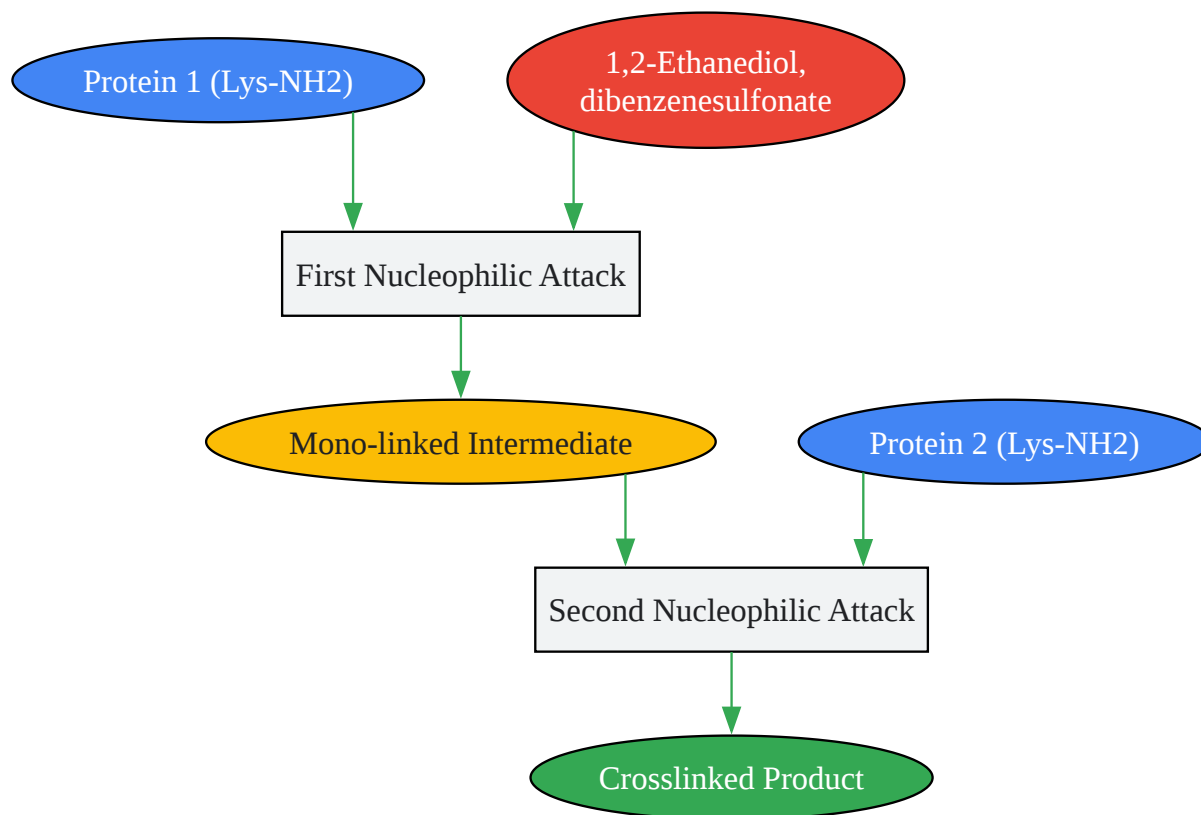 Protein 1 (Lys-NH2)
1,2-Ethanediol,
dibenzenesulfonate
First Nucleophilic Attack
Mono-linked Intermediate
Protein 2 (Lys-NH2)
Second Nucleophilic Attack
Crosslinked Product